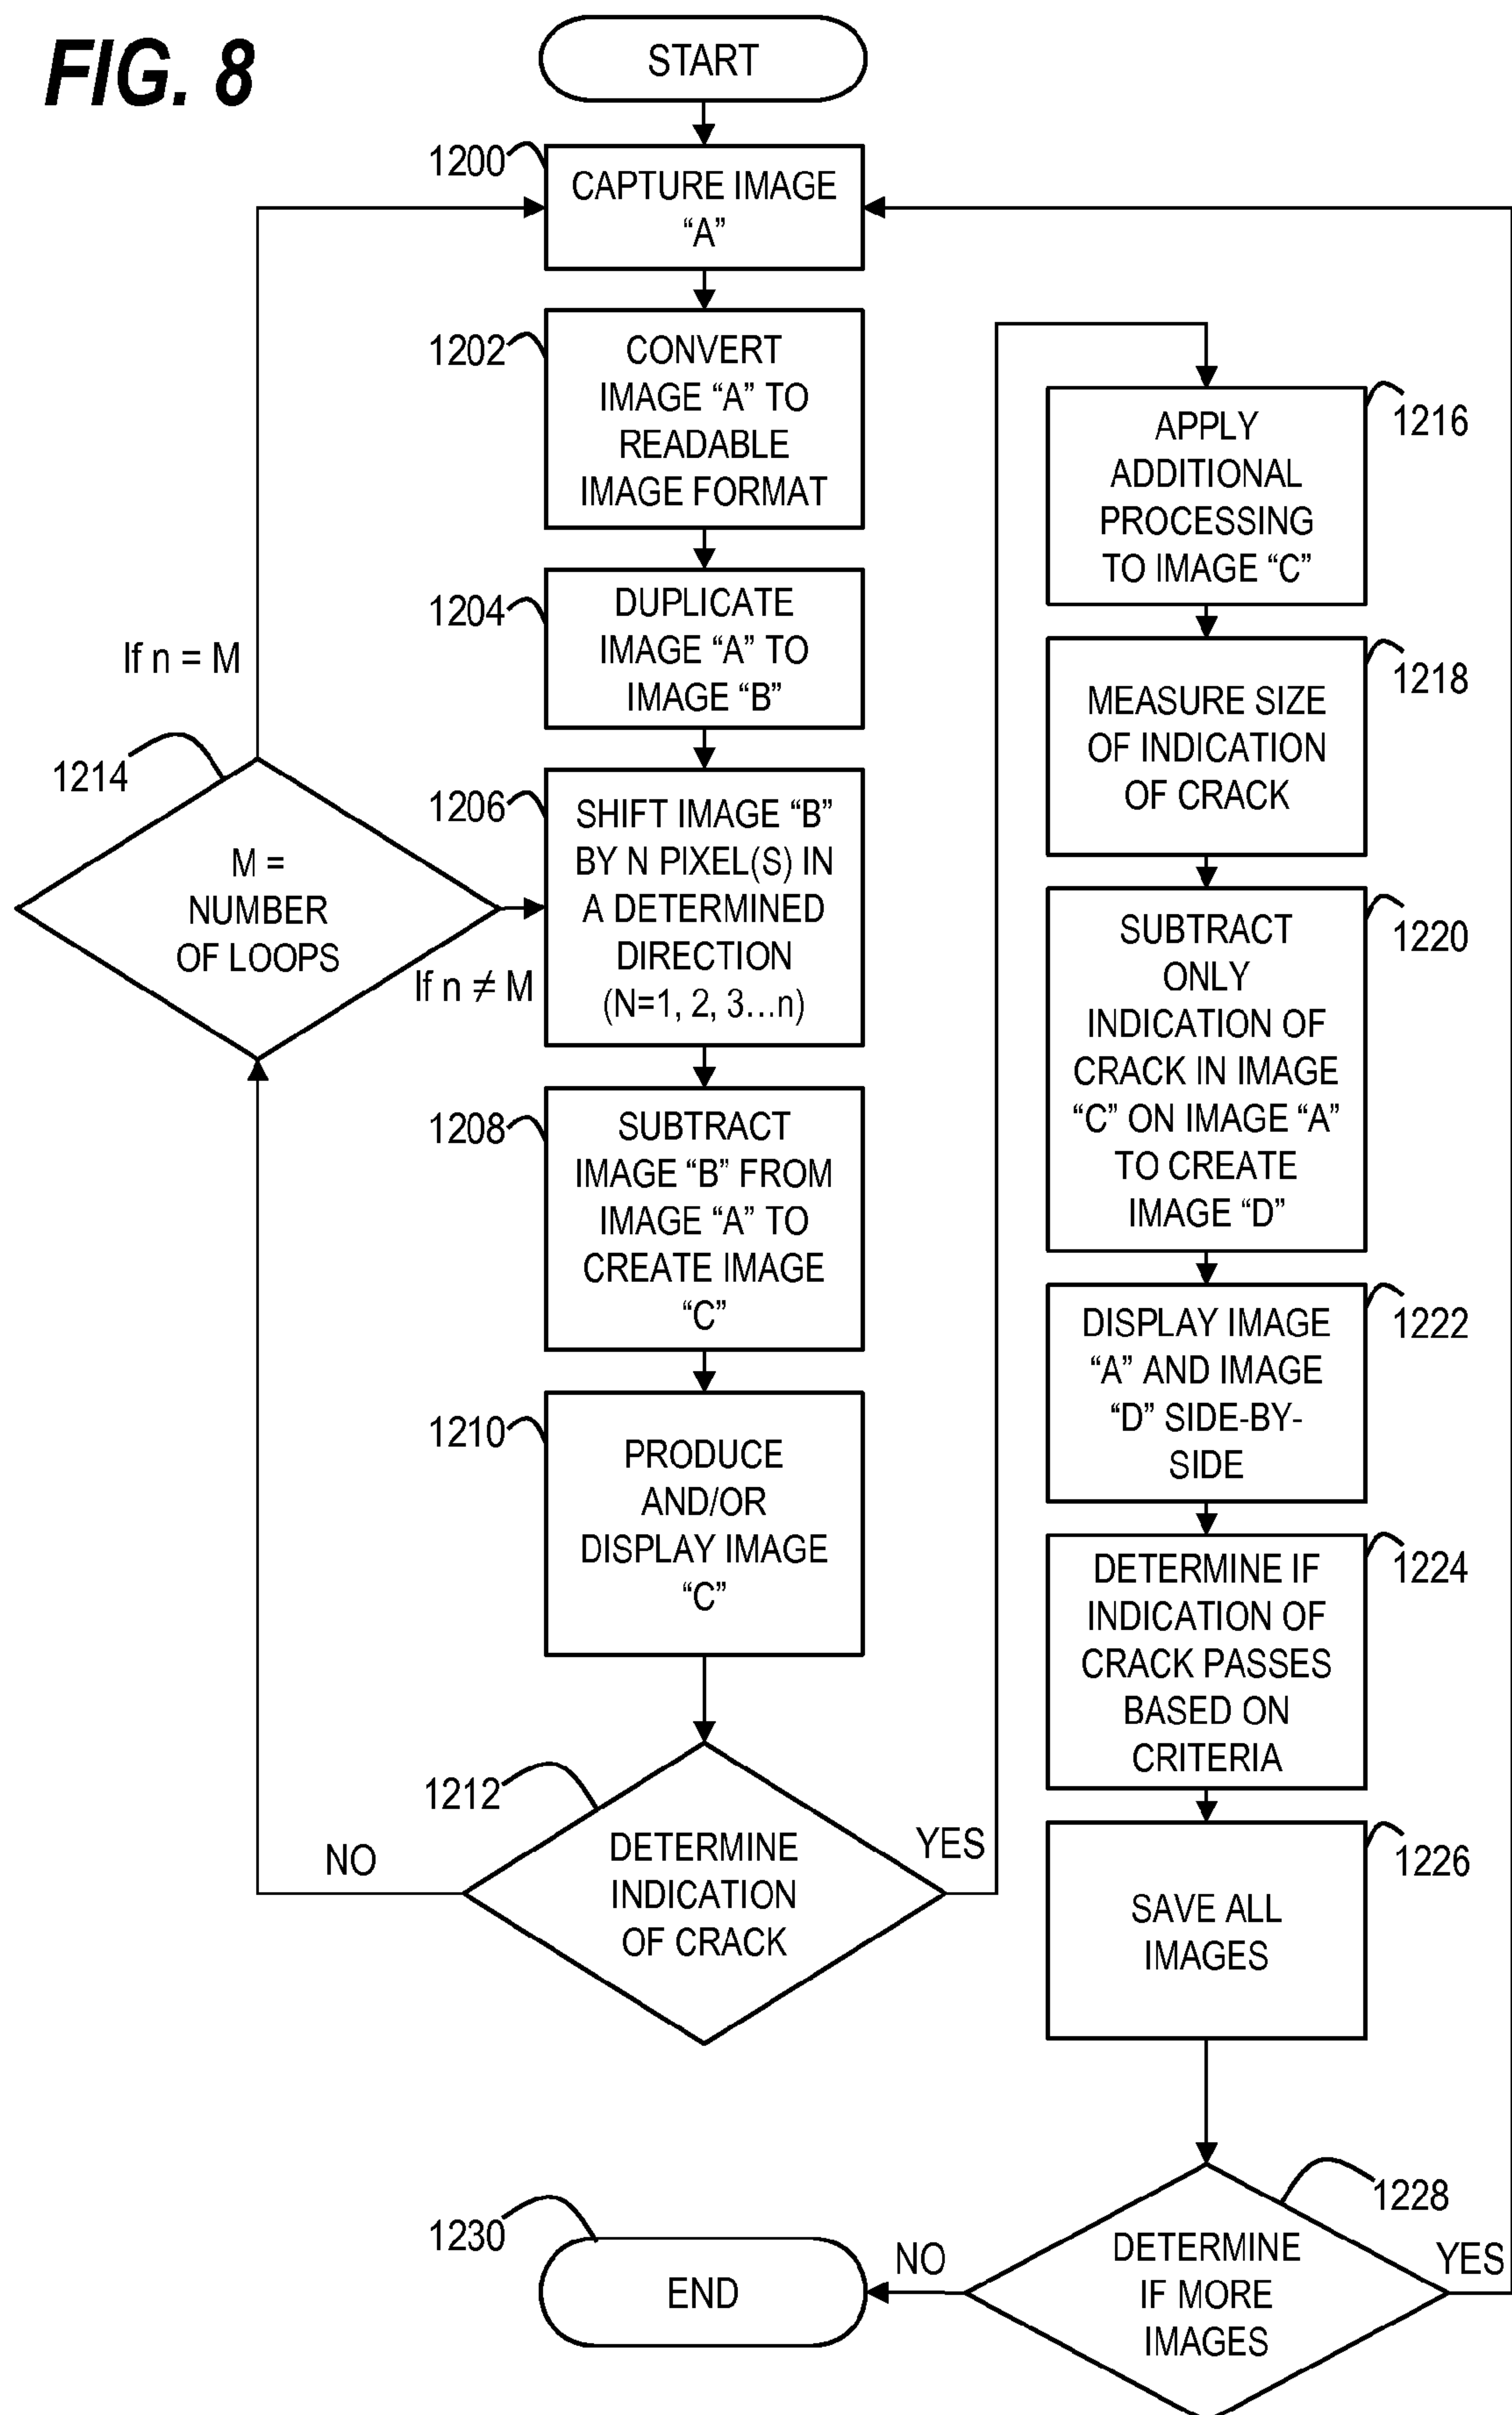 FIG. 8
START
1200
CAPTURE IMAGE
“A”
1202
CONVERT
IMAGE “A” TO
READABLE
IMAGE FORMAT
1204
DUPLICATE
IMAGE “A” TO
IMAGE “B”
If n = M
1214
M =
NUMBER
OF LOOPS
If n ≠ M
1206
SHIFT IMAGE “B”
BY N PIXEL(S) IN
A DETERMINED
DIRECTION
(N=1, 2, 3...n)
1208
SUBTRACT
IMAGE “B” FROM
IMAGE “A” TO
CREATE IMAGE
“C”
1210
PRODUCE
AND/OR
DISPLAY IMAGE
“C”
1212
DETERMINE
INDICATION
OF CRACK
NO
YES
1216
APPLY
ADDITIONAL
PROCESSING
TO IMAGE “C”
1218
MEASURE SIZE
OF INDICATION
OF CRACK
1220
SUBTRACT
ONLY
INDICATION OF
CRACK IN IMAGE
“C” ON IMAGE “A”
TO CREATE
IMAGE “D”
1222
DISPLAY IMAGE
“A” AND IMAGE
“D” SIDE-BY-
SIDE
1224
DETERMINE IF
INDICATION OF
CRACK PASSES
BASED ON
CRITERIA
1226
SAVE ALL
IMAGES
1228
DETERMINE
IF MORE
IMAGES
YES
NO
1230
END